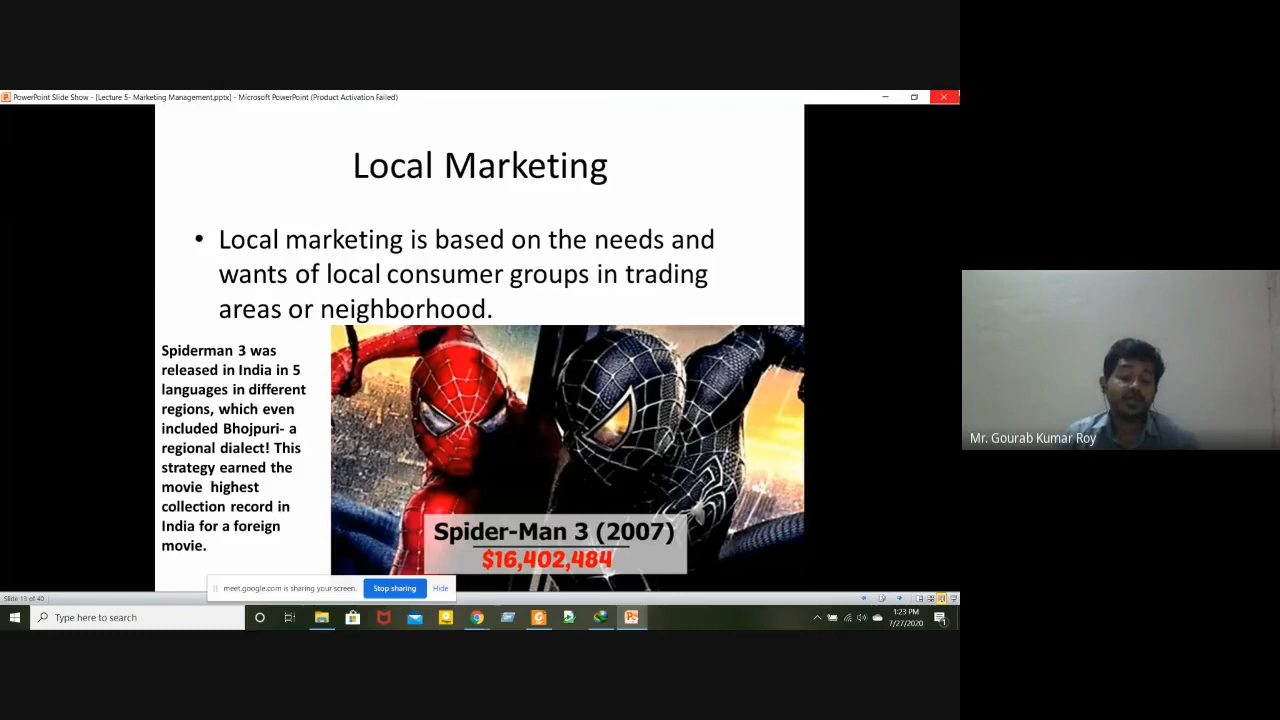 PowerPoint Slide Show - [Lecture 5- Marketing Management.pptx] - Microsoft PowerPoint (Product Activation Failed)
Local Marketing
• Local marketing is based on the needs and
wants of local consumer groups in trading
areas or neighborhood.
Spiderman 3 was
released in India in 5
languages in different
regions, which even
included Bhojpuri- a
regional dialect! This
strategy earned the
movie highest
collection record in
India for a foreign
movie.
Spider-Man 3 (2007)
$16,402,484
meet.google.com is sharing your screen.
Stop sharing
Hide
Slide 13 of 40
Type here to search
1:23 PM
7/27/2020
Mr. Gourab Kumar Roy